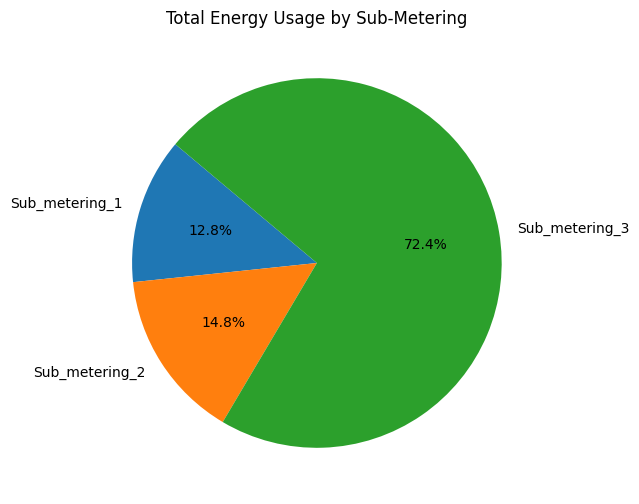 Total Energy Usage by Sub-Metering
Sub_metering_1
12.8%
Sub_metering_2
14.8%
Sub_metering_3
72.4%